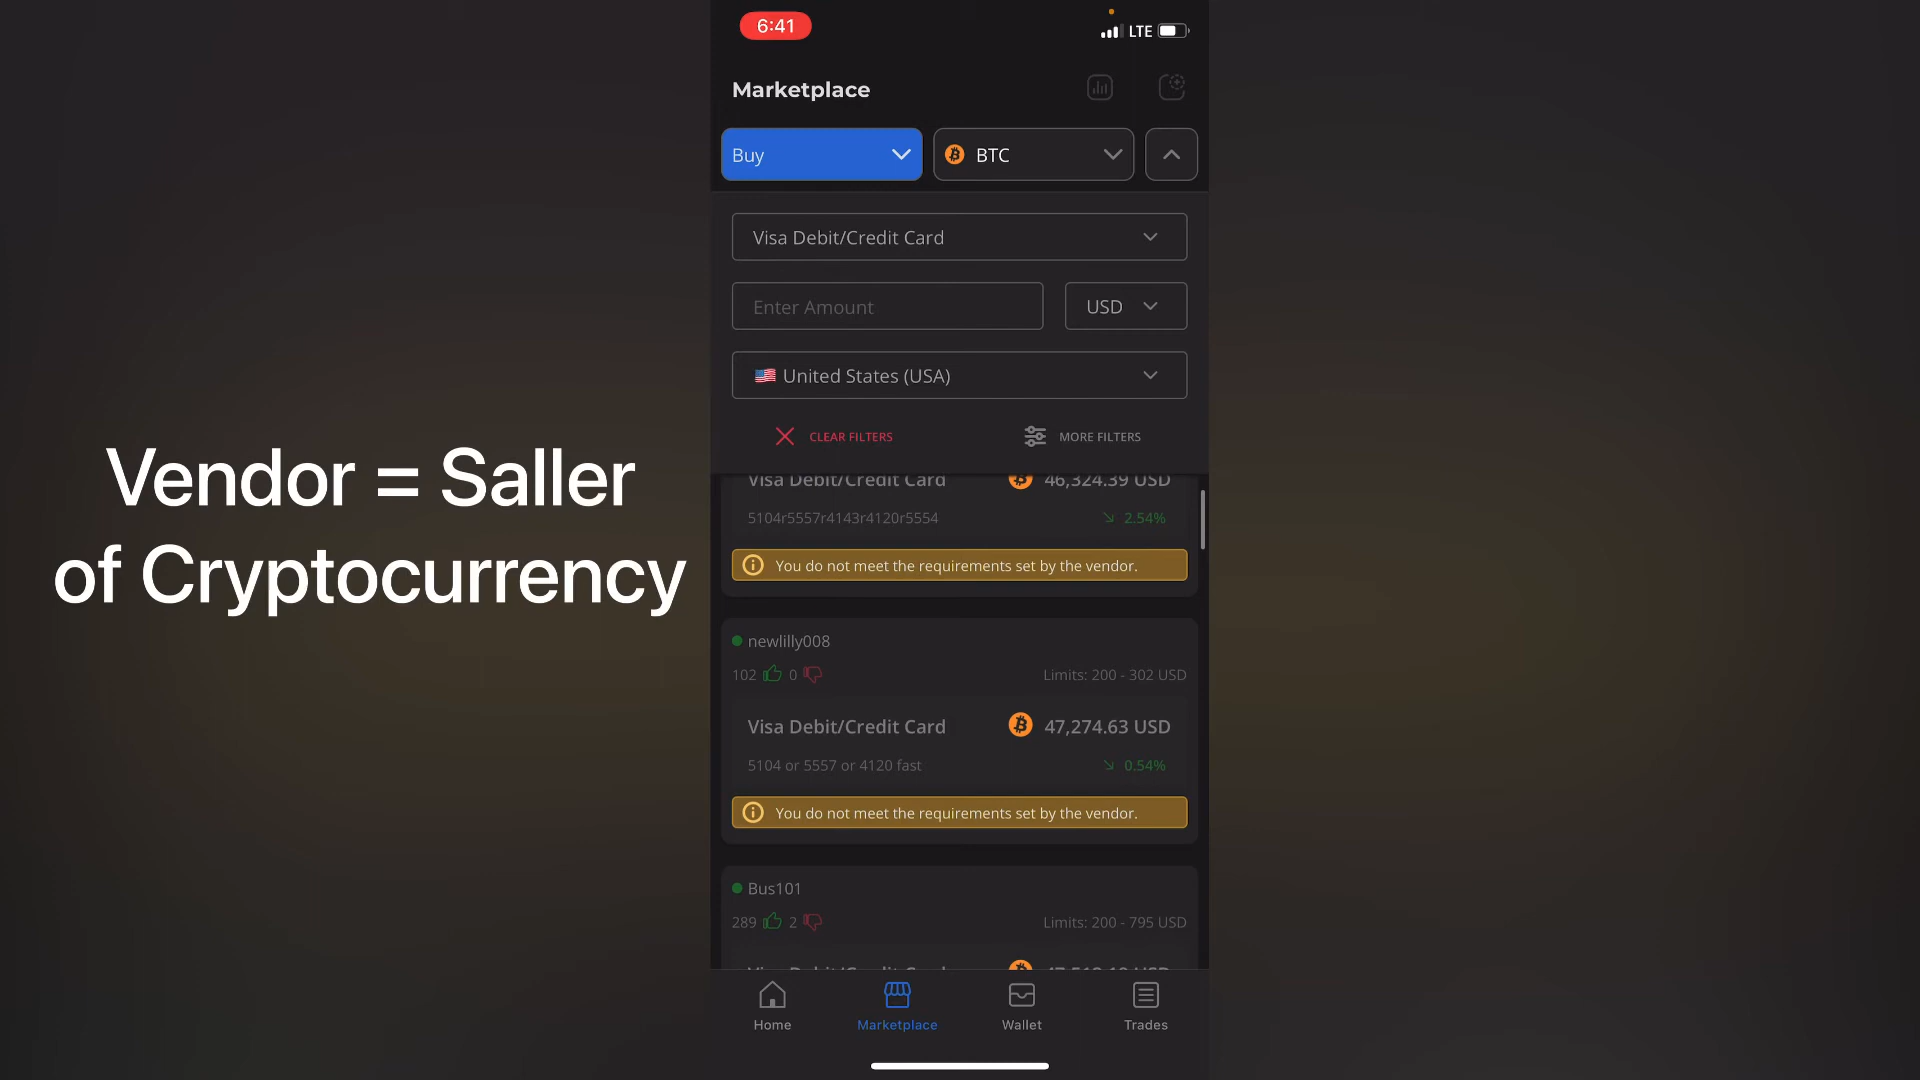 6:41
LTE
Marketplace
Buy
BTC
Visa Debit/Credit Card
Enter Amount
USD
United States (USA)
CLEAR FILTERS
MORE FILTERS
Vendor = Saller
of Cryptocurrency
Visa Debit/Credit Card 46,324.39 USD
5104r5557r4143r4120r5554 2.54%
You do not meet the requirements set by the vendor.
newlilly008
102 0 Limits: 200 - 302 USD
Visa Debit/Credit Card 47,274.63 USD
5104 or 5557 or 4120 fast 0.54%
You do not meet the requirements set by the vendor.
Bus101
289 2 Limits: 200 - 795 USD
Home Marketplace Wallet Trades